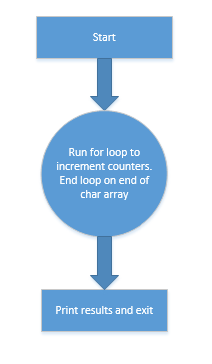 Start
Run for loop to
increment counters.
End loop on end of
char array
Print results and exit